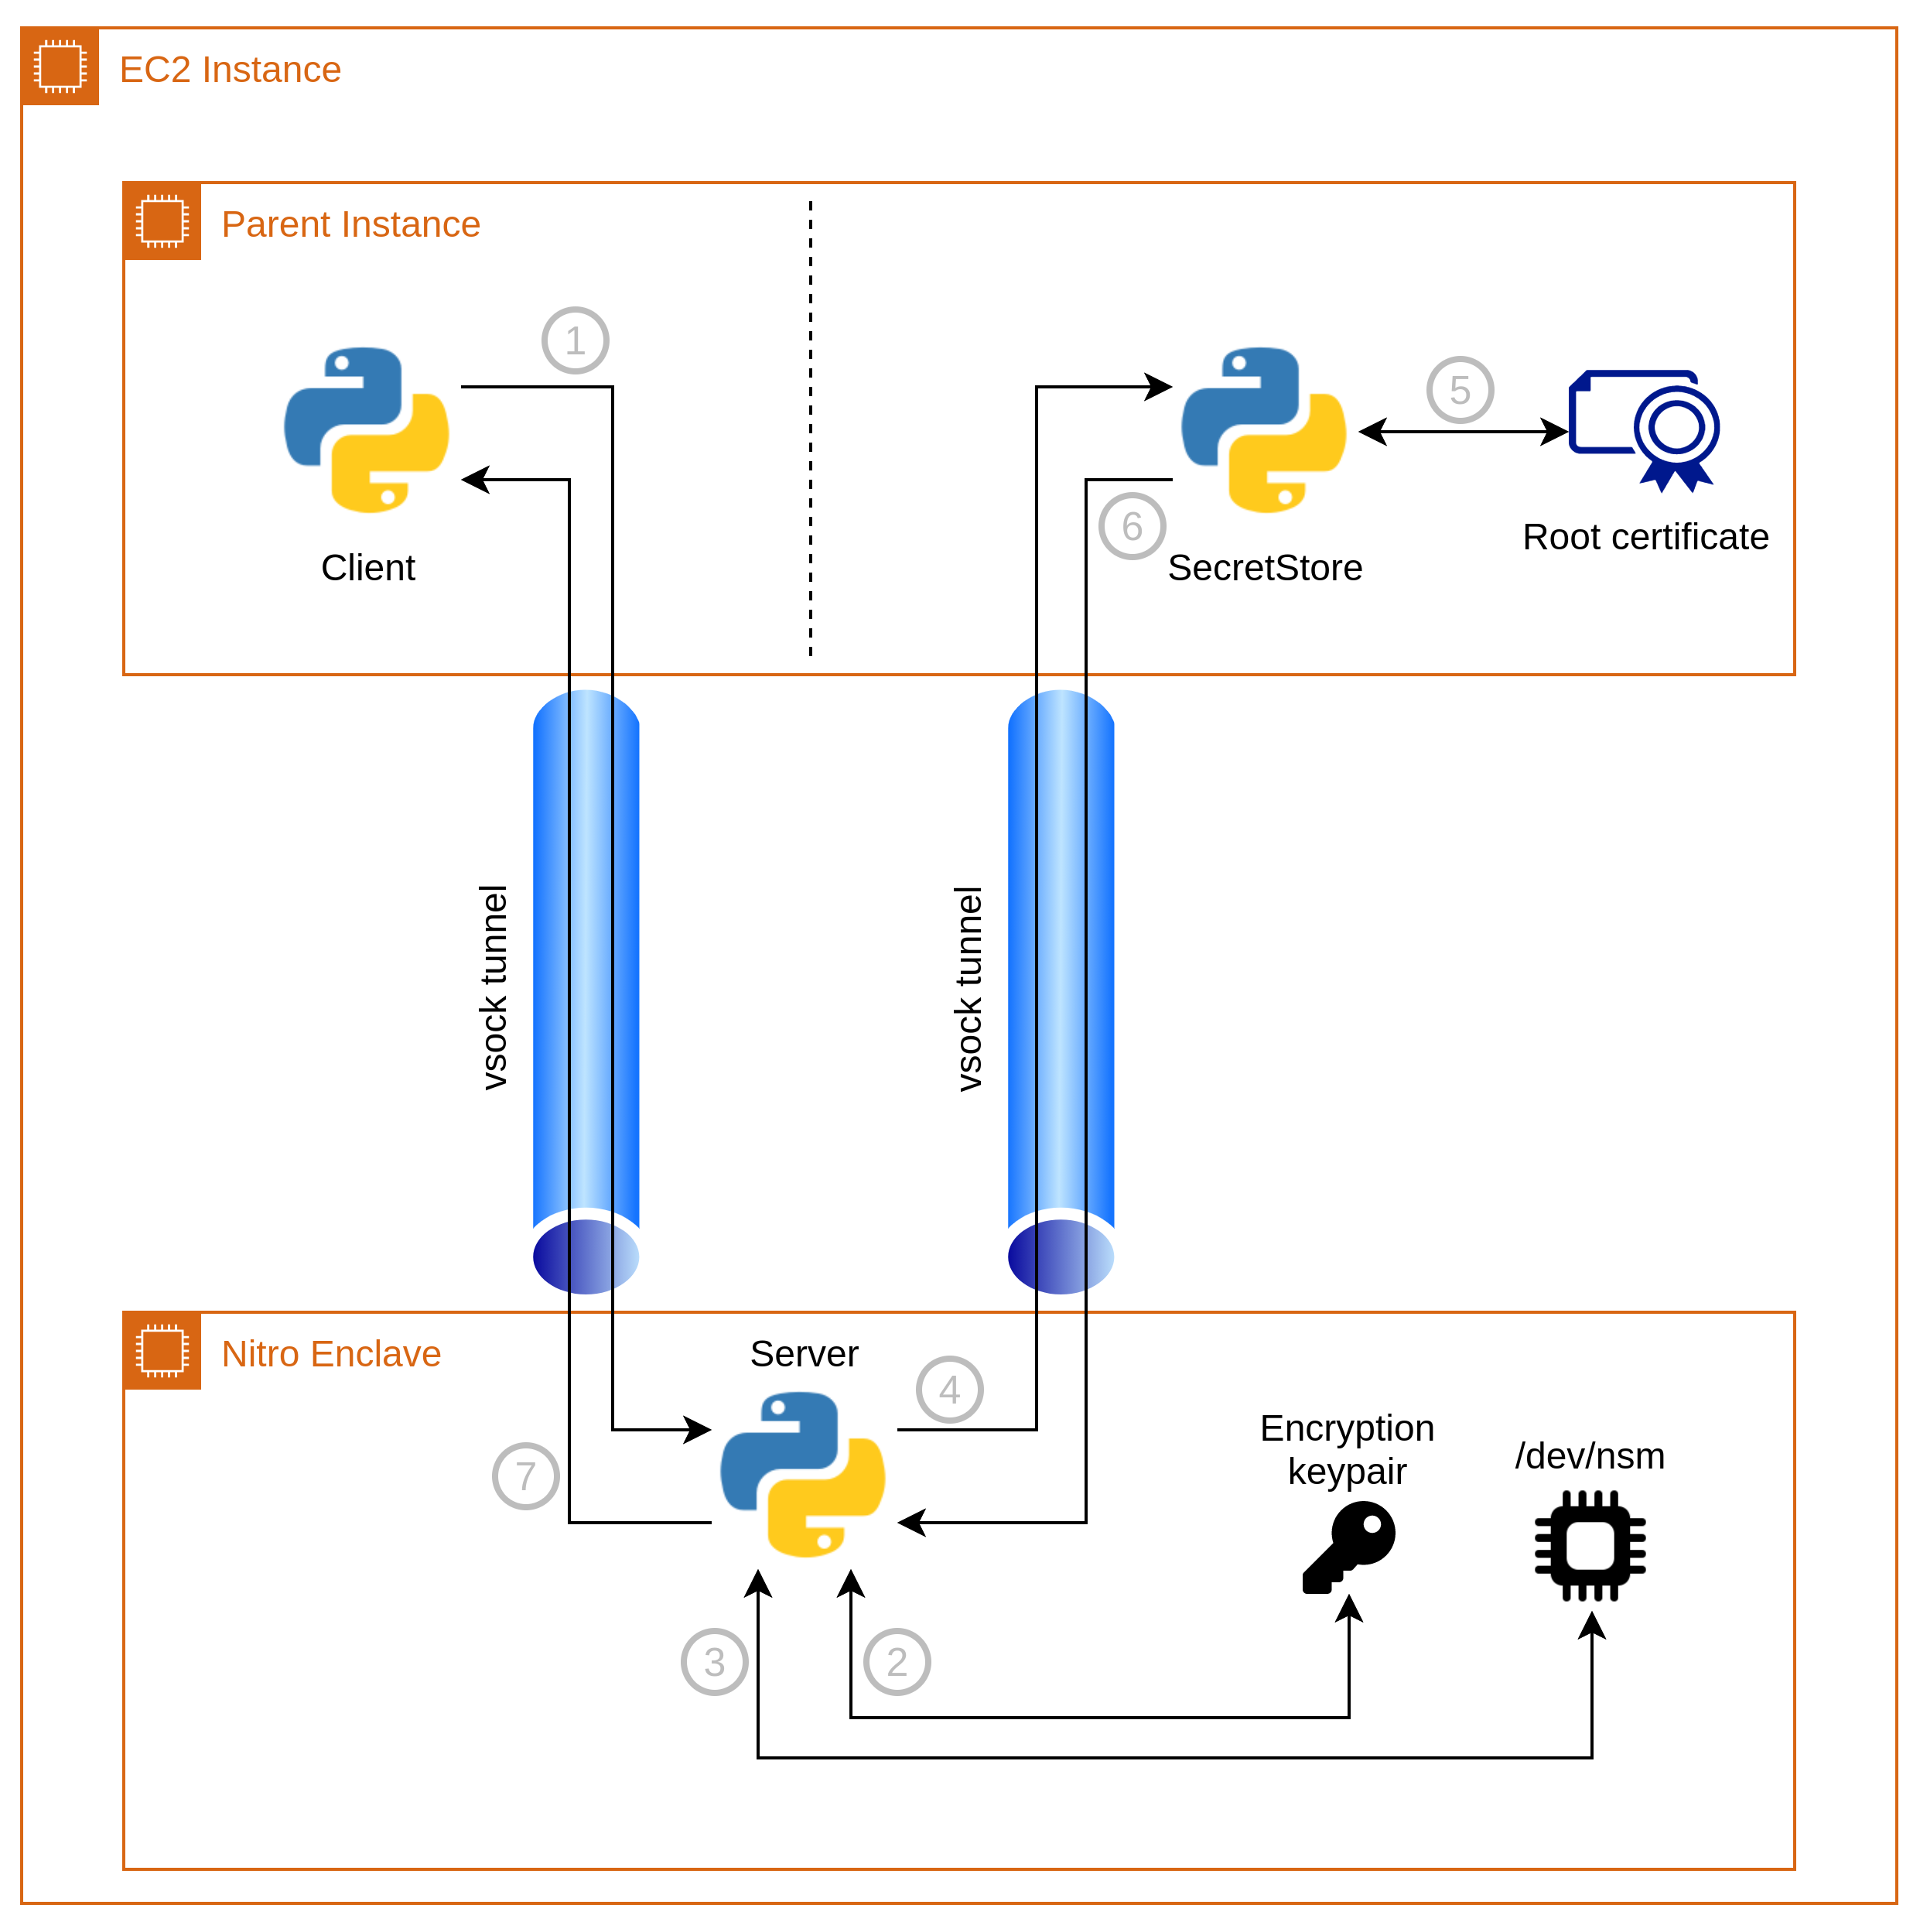 EC2 Instance
Parent Instance
1
5
6
Client
SecretStore
Root certificate
vsock tunnel
vsock tunnel
Nitro Enclave
Server
4
7
Encryption
keypair
/dev/nsm
3
2